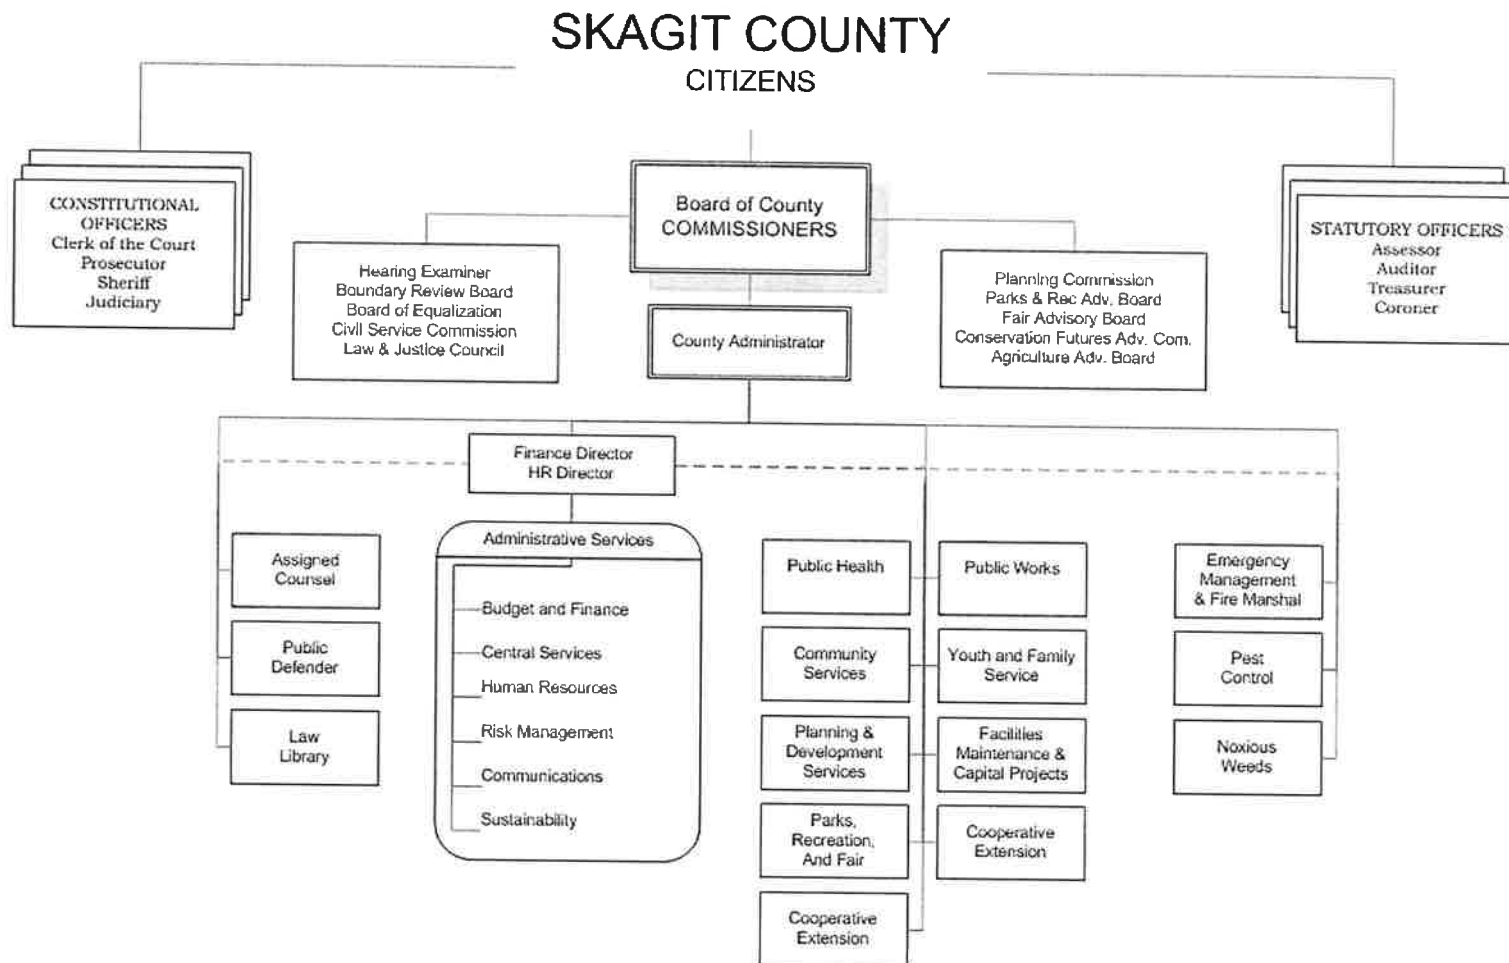 SKAGIT COUNTY
CITIZENS
CONSTITUTIONAL
OFFICERS
Clerk of the Court
Prosecutor
Sheriff
Judiciary
Hearing Examiner
Boundary Review Board
Board of Equalization
Civil Service Commission
Law & Justice Council
Board of County
COMMISSIONERS
County Administrator
Planning Commission
Parks & Rec Adv. Board
Fair Advisory Board
Conservation Futures Adv. Com.
Agriculture Adv. Board
STATUTORY OFFICERS
Assessor
Auditor
Treasurer
Coroner
Finance Director
HR Director
Assigned
Counsel
Public
Defender
Law
Library
Administrative Services
Budget and Finance
Central Services
Human Resources
Risk Management
Communications
Sustainability
Public Health
Community
Services
Planning &
Development
Services
Parks,
Recreation,
And Fair
Cooperative
Extension
Public Works
Youth and Family
Service
Facilities
Maintenance &
Capital Projects
Cooperative
Extension
Emergency
Management
& Fire Marshal
Pest
Control
Noxious
Weeds